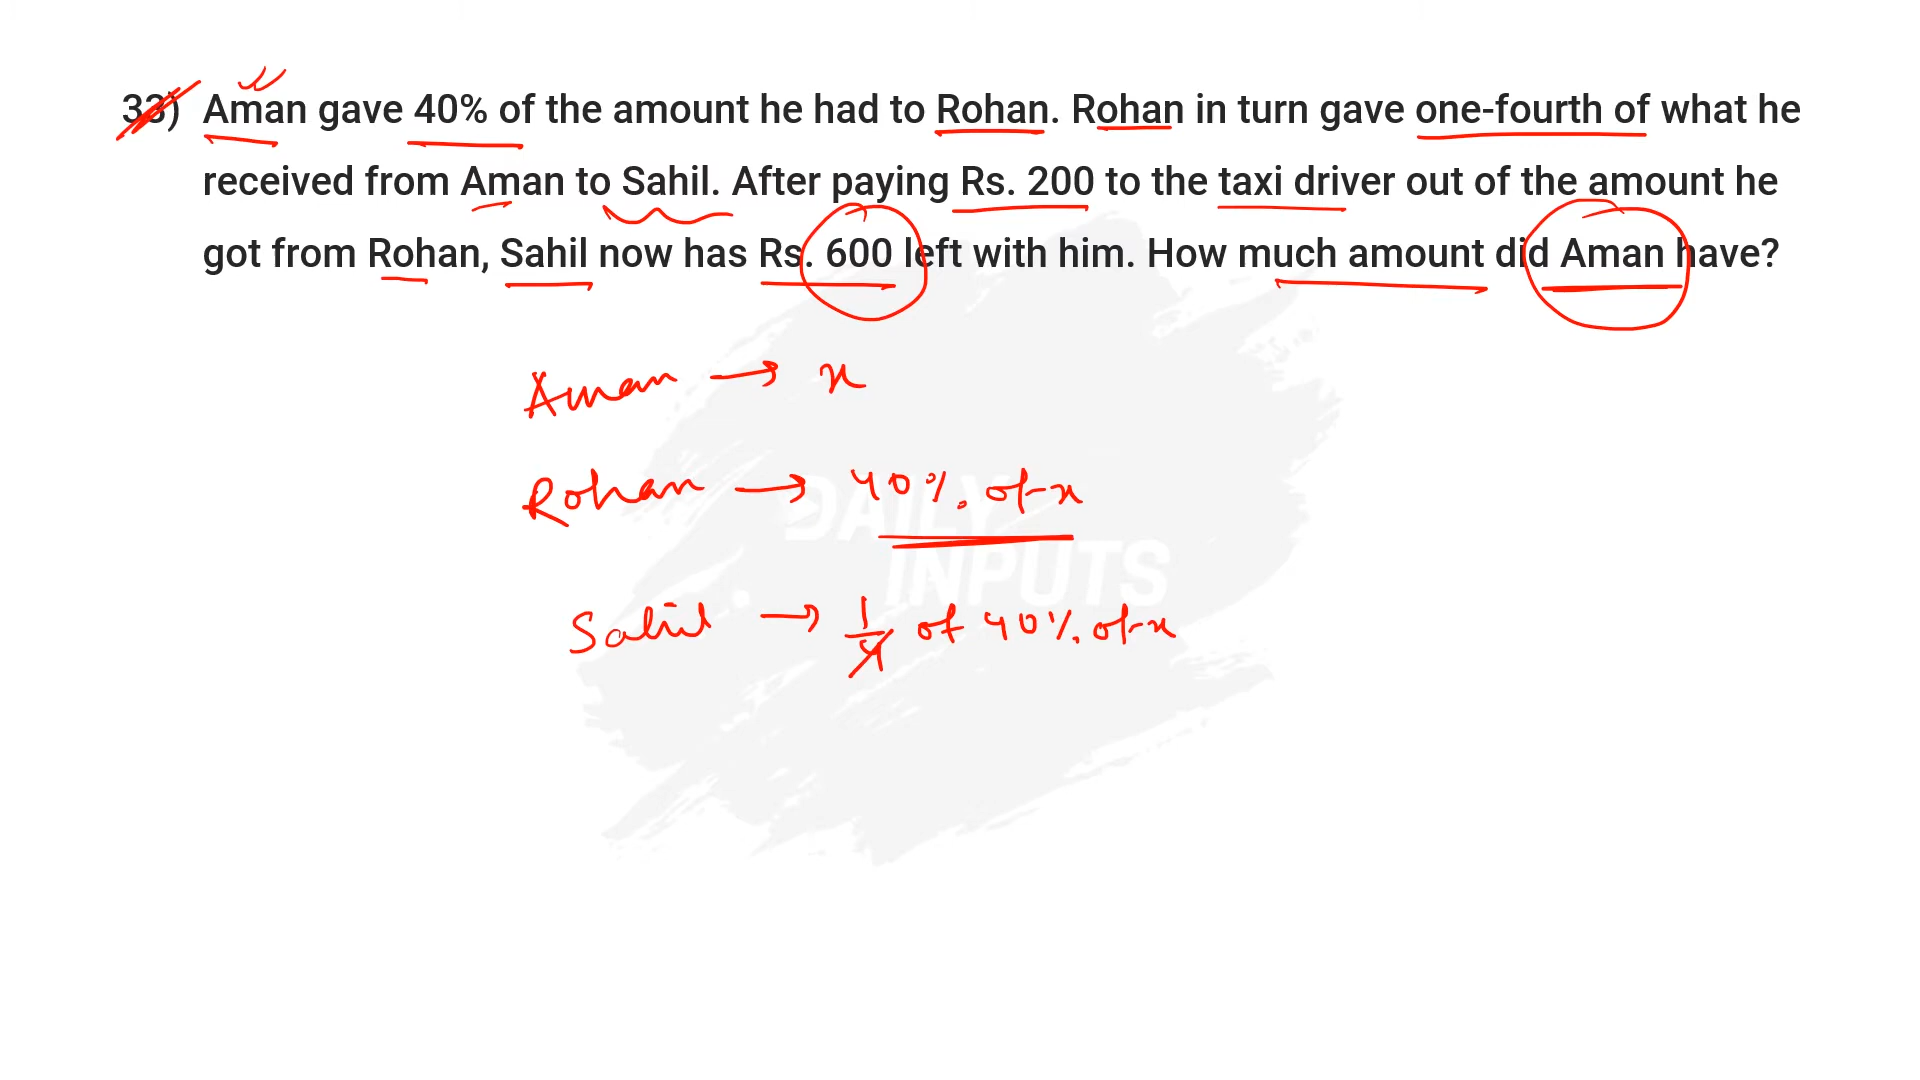 33) Aman gave 40% of the amount he had to Rohan. Rohan in turn gave one-fourth of what he
received from Aman to Sahil. After paying Rs. 200 to the taxi driver out of the amount he
got from Rohan, Sahil now has Rs. 600 left with him. How much amount did Aman have?
Aman → x
Rohan → 40% of x
DAILY
INPUTS
Sahil → 1/4 of 40% of x